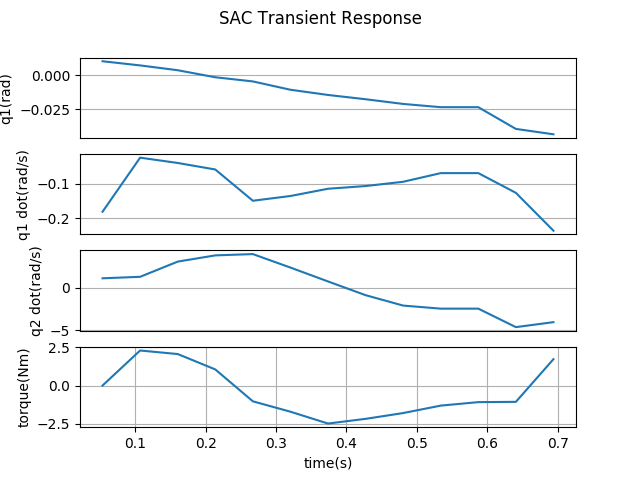 SAC Transient Response
0.000
−0.025
q1(rad)
−0.1
−0.2
q1 dot(rad/s)
0
−5
q2 dot(rad/s)
2.5
0.0
−2.5
torque(Nm)
0.1 0.2 0.3 0.4 0.5 0.6 0.7
time(s)